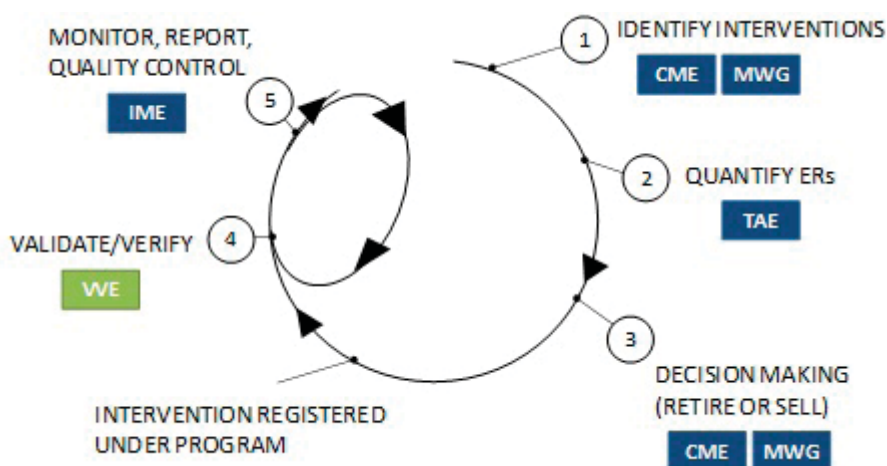 1
IDENTIFY INTERVENTIONS
CME MWG
2
QUANTIFY ERs
TAE
3
DECISION MAKING
(RETIRE OR SELL)
CME MWG
INTERVENTION REGISTERED
UNDER PROGRAM
4
VALIDATE/VERIFY
VVE
5
MONITOR, REPORT,
QUALITY CONTROL
IME